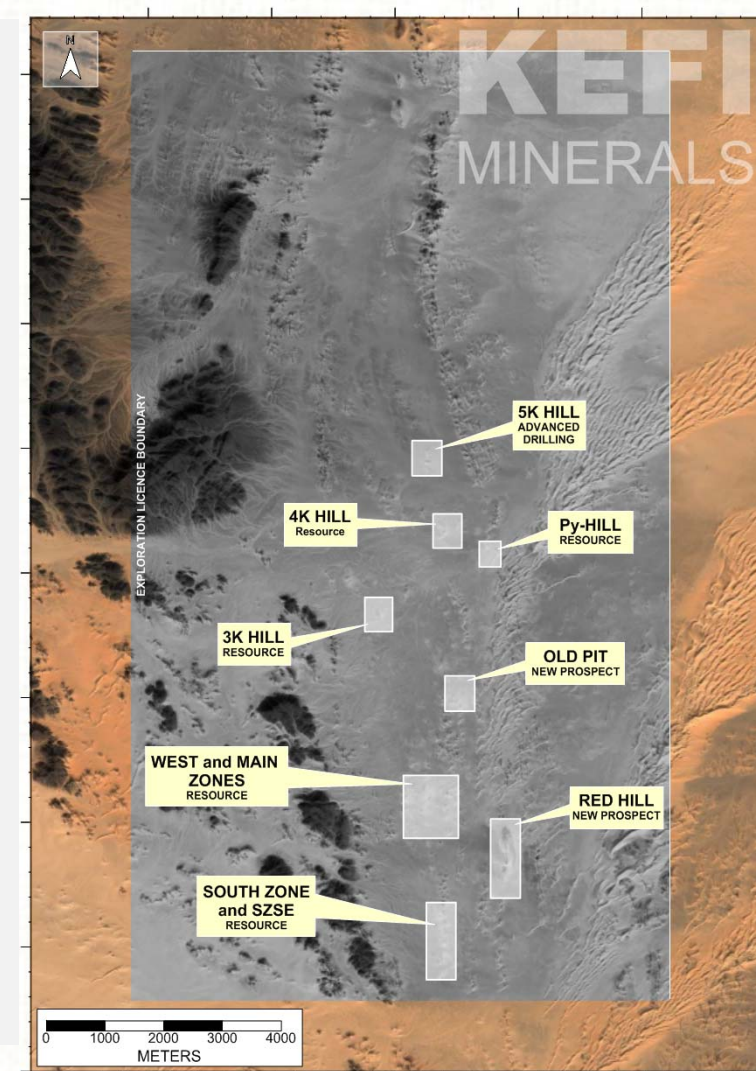 N
KEFI
MINERALS
EXPLORATION LICENCE BOUNDARY
5K HILL
ADVANCED
DRILLING
4K HILL
Resource
Py-HILL
RESOURCE
3K HILL
RESOURCE
OLD PIT
NEW PROSPECT
WEST and MAIN
ZONES
RESOURCE
RED HILL
NEW PROSPECT
SOUTH ZONE
and SZSE
RESOURCE
0 1000 2000 3000 4000
METERS